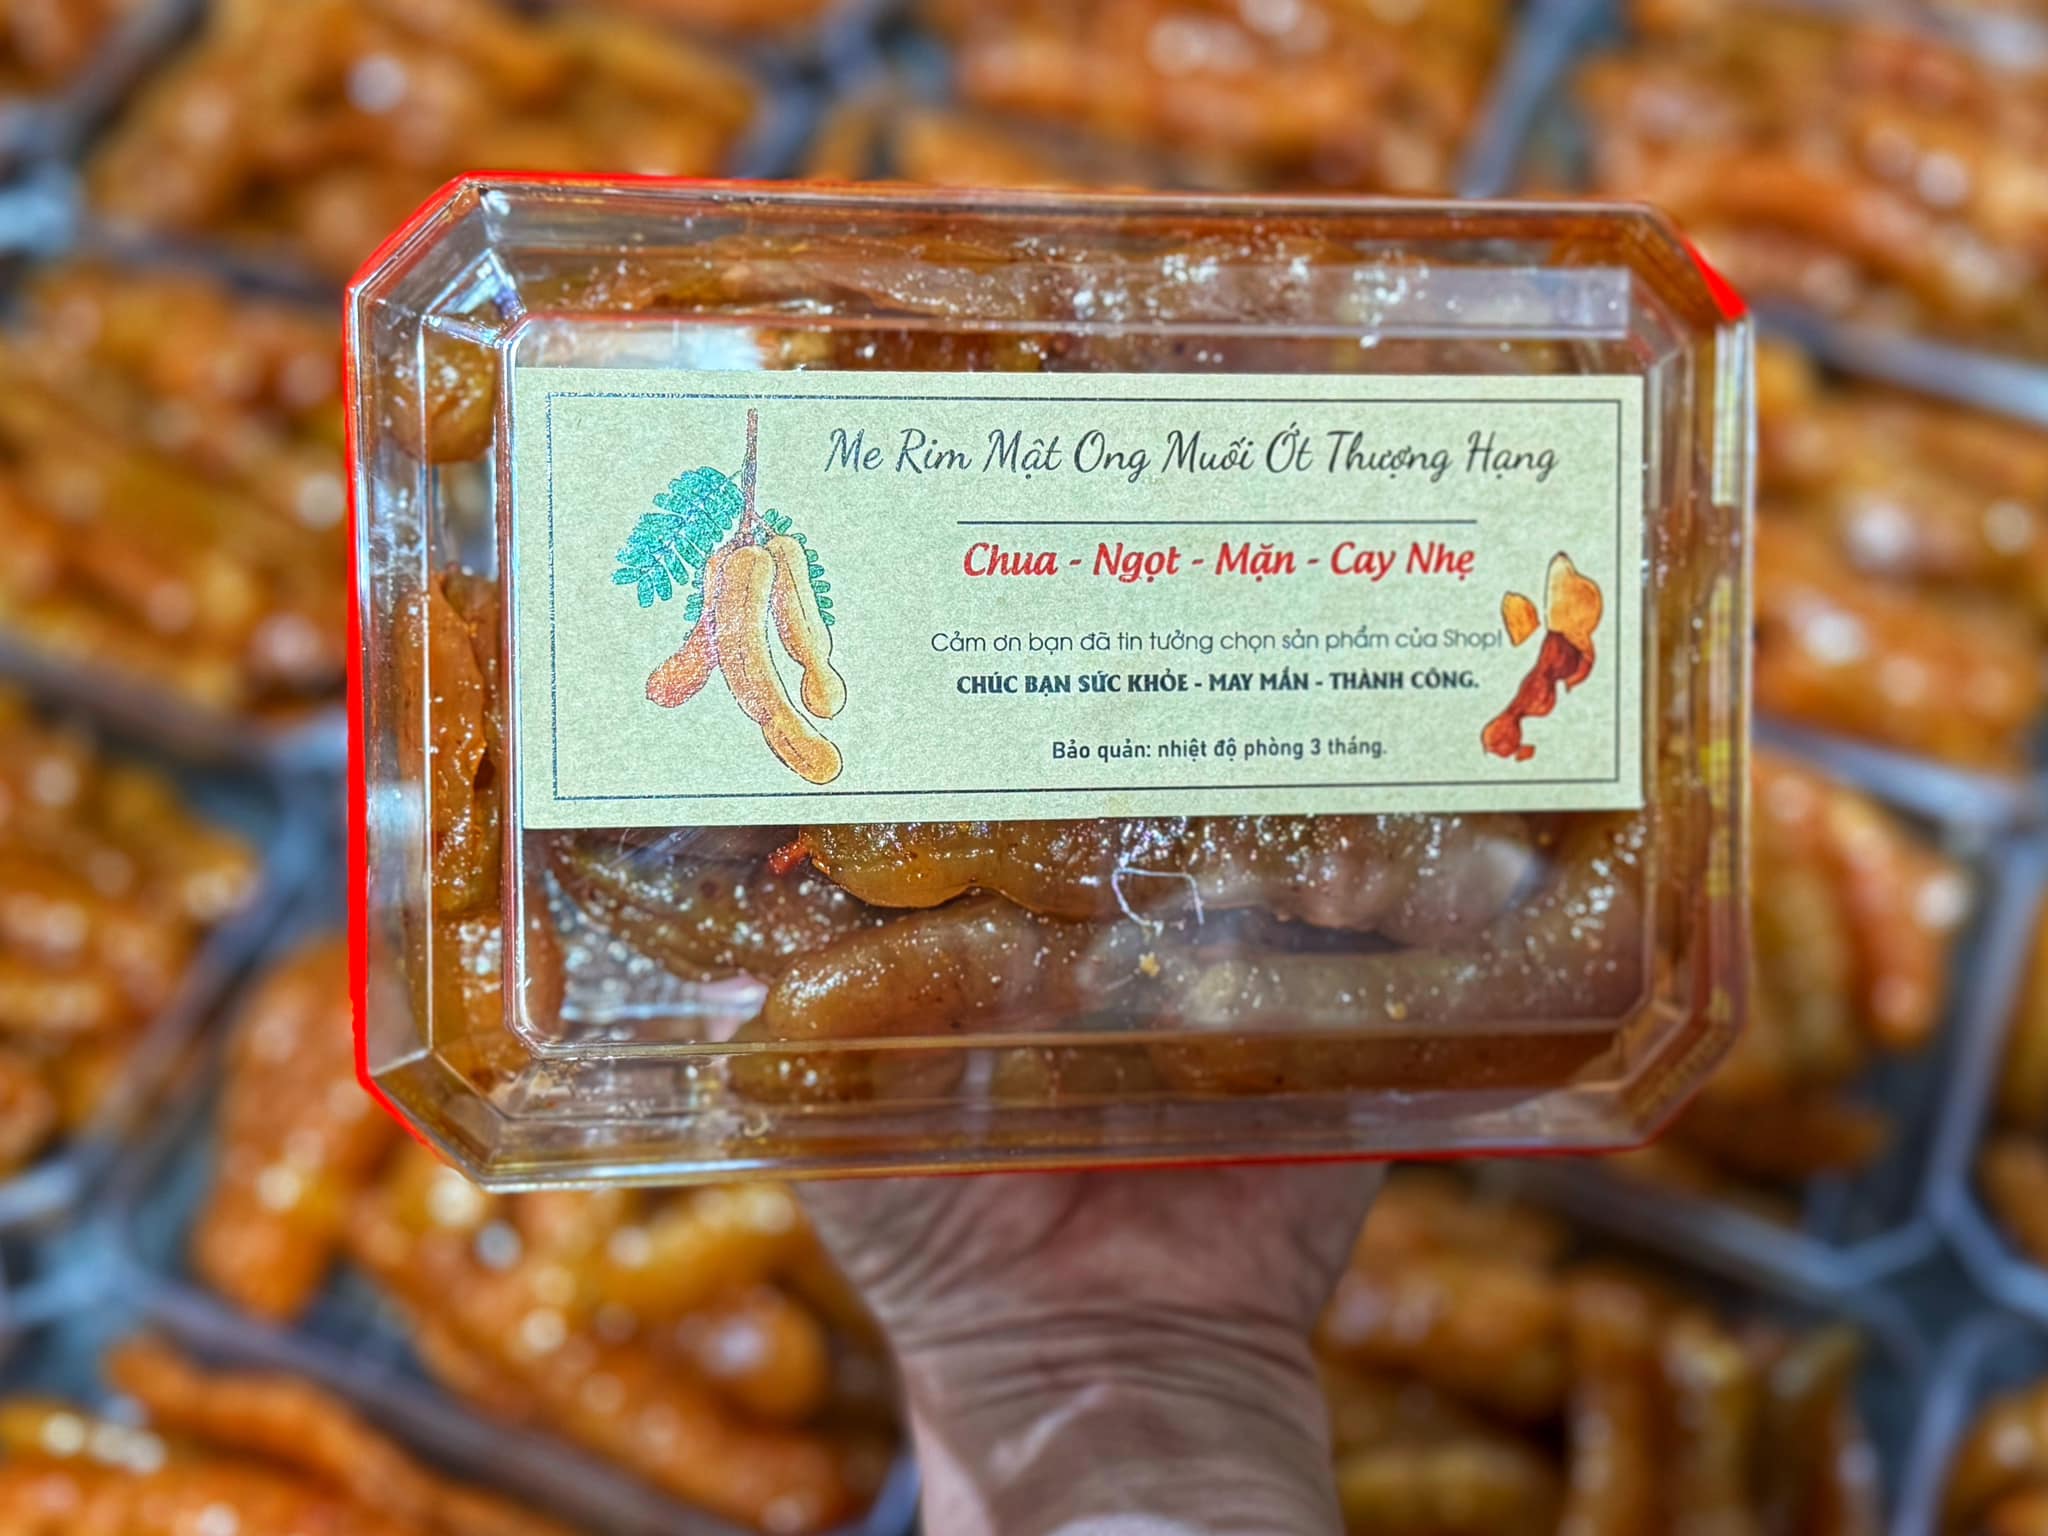 Me Rim Mật Ong Muối Ớt Thượng Hạng
Chua - Ngọt - Mặn - Cay Nhẹ
Cảm ơn bạn đã tin tưởng chọn sản phẩm của Shop!
CHÚC BẠN SỨC KHỎE - MAY MẮN - THÀNH CÔNG.
Bảo quản: nhiệt độ phòng 3 tháng.